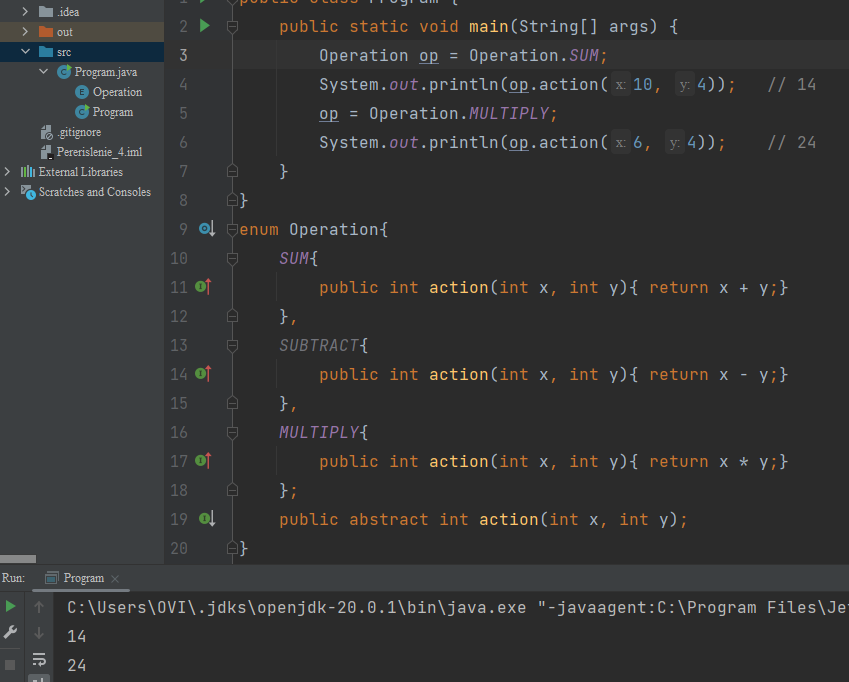 .idea
out
src
Program.java
Operation
Program
.gitignore
Pererislenie_4.iml
External Libraries
Scratches and Consoles
1 public class Program {
2 public static void main(String[] args) {
3 Operation op = Operation.SUM;
4 System.out.println(op.action( x: 10, y: 4)); // 14
5 op = Operation.MULTIPLY;
6 System.out.println(op.action( x: 6, y: 4)); // 24
7 }
8 }
9 enum Operation{
10 SUM{
11 public int action(int x, int y){ return x + y;}
12 },
13 SUBTRACT{
14 public int action(int x, int y){ return x - y;}
15 },
16 MULTIPLY{
17 public int action(int x, int y){ return x * y;}
18 };
19 public abstract int action(int x, int y);
20 }
Run: Program
C:\Users\OVI\.jdks\openjdk-20.0.1\bin\java.exe "-javaagent:C:\Program Files\Je
14
24